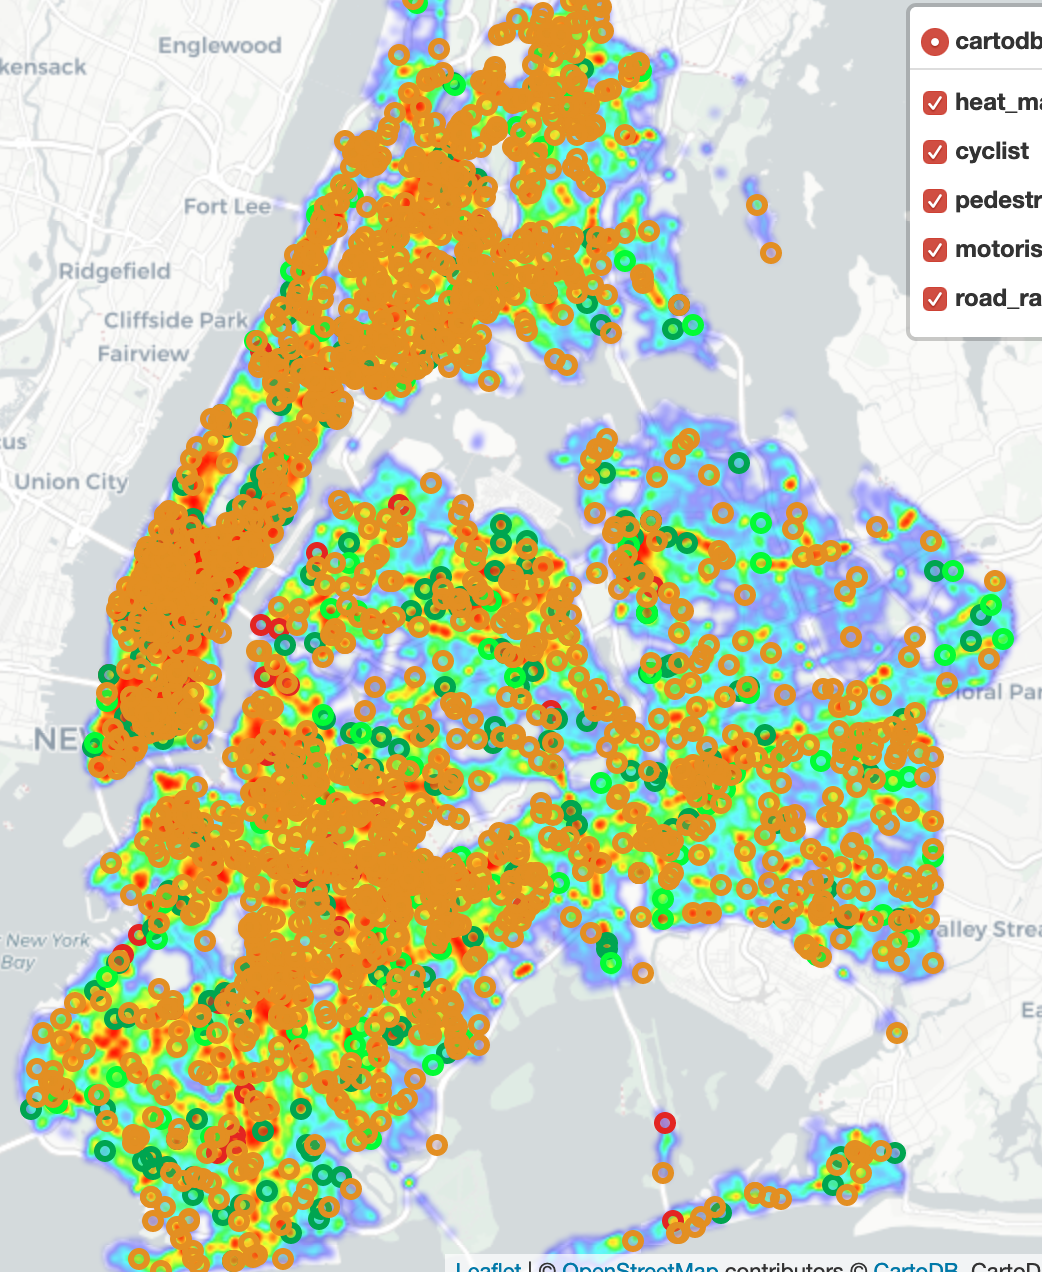 Englewood
kensack
Fort Lee
Ridgefield
Cliffside Park
Fairview
cus
Union City
NEW
New York
Bay
loral Par
alley Strea
Ea
cartodb
heat_ma
cyclist
pedestr
motoris
road_ra
Leaflet | © OpenStreetMap contributors © CartoDB, CartoD